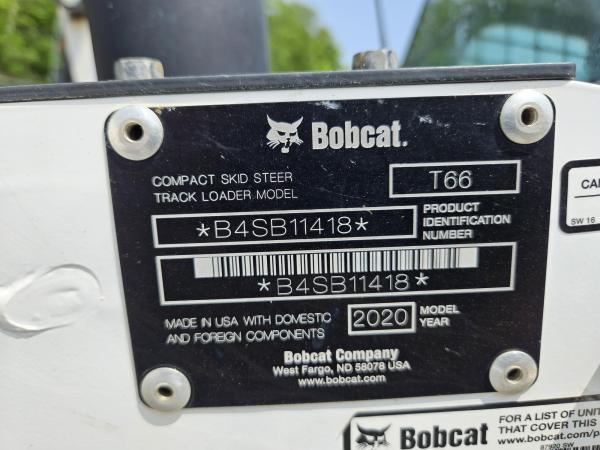 Bobcat.
COMPACT SKID STEER
TRACK LOADER MODEL
T66
*B4SB11418*
PRODUCT
IDENTIFICATION
NUMBER
*B4SB11418*
MADE IN USA WITH DOMESTIC
AND FOREIGN COMPONENTS
2020
MODEL
YEAR
Bobcat Company
West Fargo, ND 58078 USA
www.bobcat.com
SW 16
Bobcat
FOR A LIST OF UNIT
THAT COVER THIS
www.bobcat.com/p